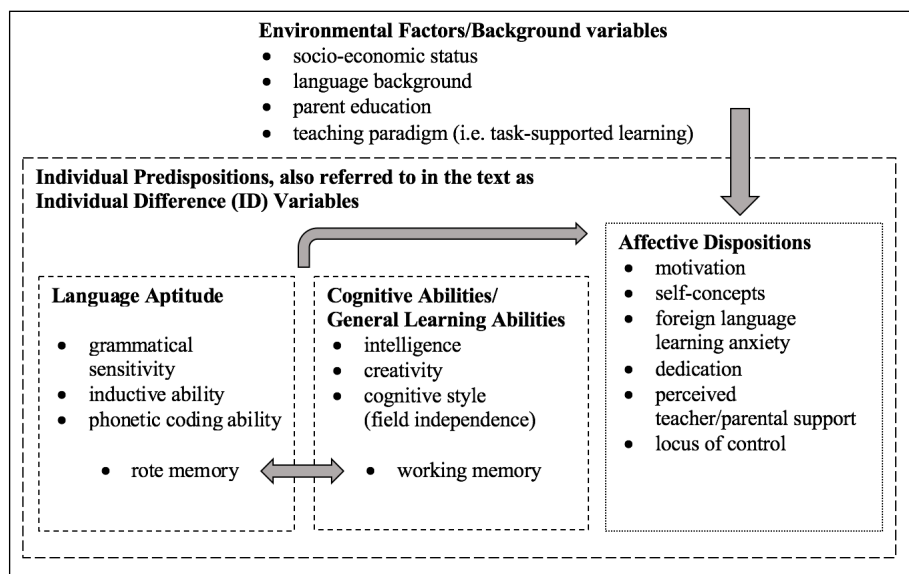 Environmental Factors/Background variables
• socio-economic status
• language background
• parent education
• teaching paradigm (i.e. task-supported learning)
Individual Predispositions, also referred to in the text as
Individual Difference (ID) Variables
Language Aptitude
• grammatical
sensitivity
• inductive ability
• phonetic coding ability
• rote memory
Cognitive Abilities/
General Learning Abilities
• intelligence
• creativity
• cognitive style
(field independence)
• working memory
Affective Dispositions
• motivation
• self-concepts
• foreign language
learning anxiety
• dedication
• perceived
teacher/parental support
• locus of control